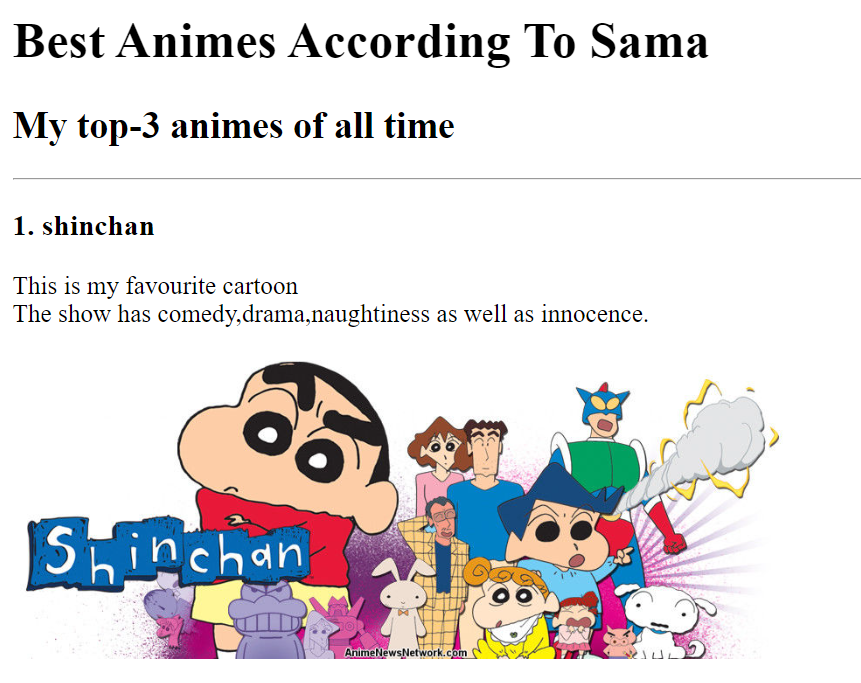 Best Animes According To Sama
My top-3 animes of all time
1. shinchan
This is my favourite cartoon
The show has comedy,drama,naughtiness as well as innocence.
Shinchan
AnimeNewsNetwork.com